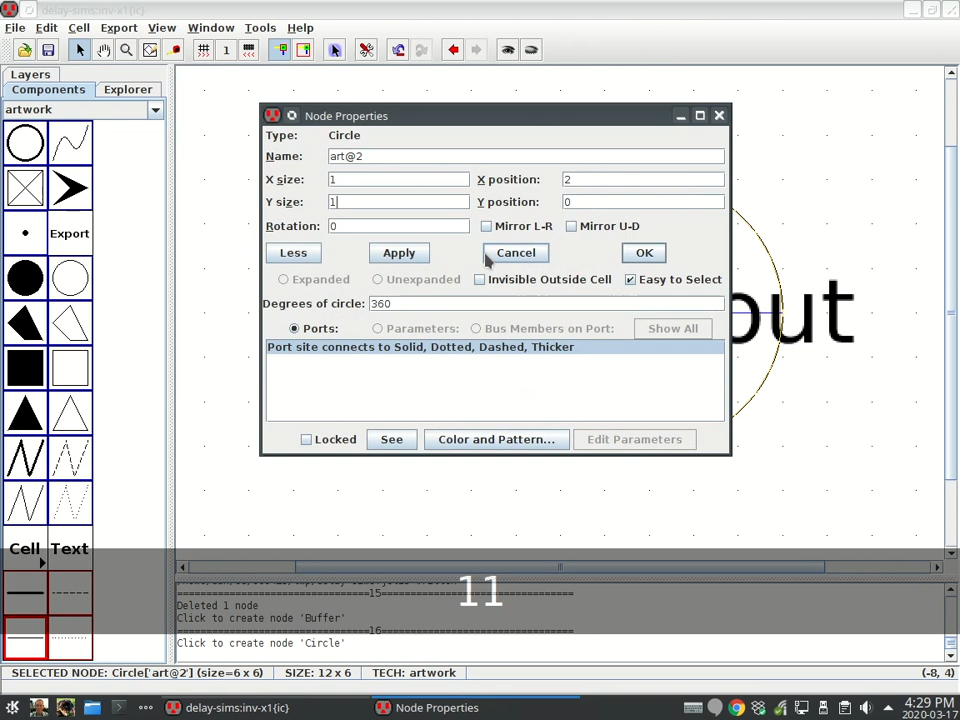 delay-sims:inv-x1{ic}
File Edit Cell Export View Window Tools Help
1
Layers
Components Explorer
artwork
Export
Cell Text
Node Properties
Type: Circle
Name: art@2
X size: 1 X position: 2
Y size: 1 Y position: 0
Rotation: 0 Mirror L-R Mirror U-D
Less Apply Cancel OK
Expanded Unexpanded Invisible Outside Cell Easy to Select
Degrees of circle: 360
Ports: Parameters: Bus Members on Port: Show All
Port site connects to Solid, Dotted, Dashed, Thicker
Locked See Color and Pattern... Edit Parameters
out
11
=================================15=================================
Deleted 1 node
Click to create node 'Buffer'
=================================16=================================
Click to create node 'Circle'
SELECTED NODE: Circle['art@2'] (size=6 x 6) SIZE: 12 x 6 TECH: artwork (-8, 4)
delay-sims:inv-x1{ic} Node Properties 4:29 PM
2020-03-17